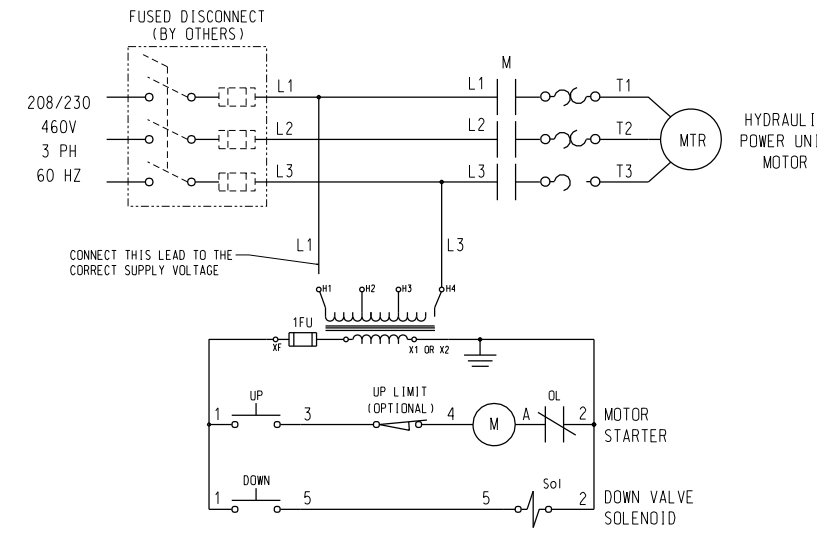 FUSED DISCONNECT
(BY OTHERS)
208/230
460V
3 PH
60 HZ
L1
L2
L3
M
L1
L2
L3
T1
T2
T3
MTR
HYDRAULI
POWER UNI
MOTOR
L1
L3
CONNECT THIS LEAD TO THE
CORRECT SUPPLY VOLTAGE
H1
H2
H3
H4
1FU
XF
X1 OR X2
UP
UP LIMIT
(OPTIONAL)
OL
1
3
4
M
A
2
MOTOR
STARTER
DOWN
Sol
1
5
5
2
DOWN VALVE
SOLENOID